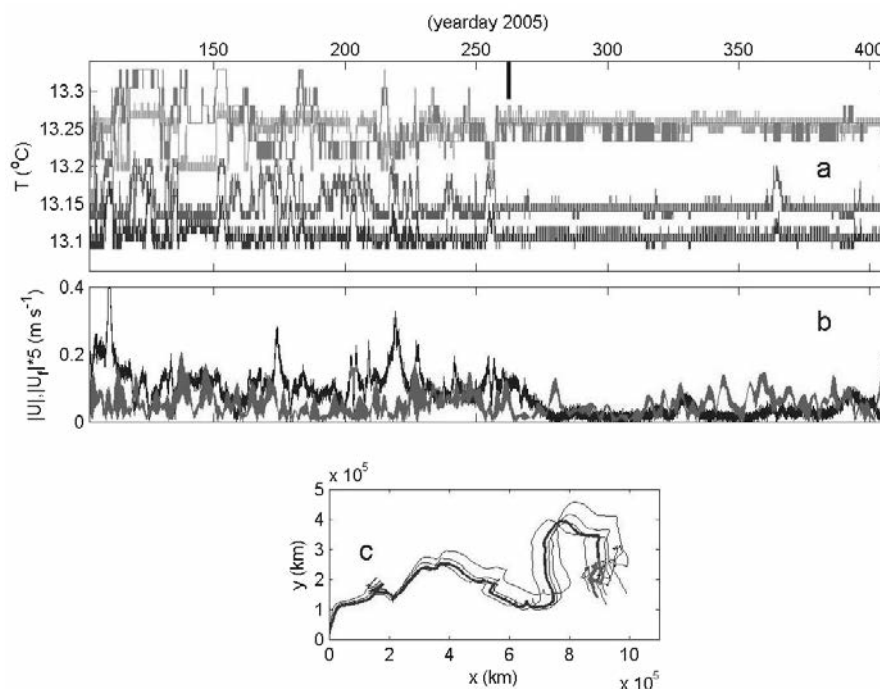 (yearday 2005)
150 200 250 300 350 400
13.3
13.25
13.2
13.15
13.1
T (°C)
a
0.4
0.2
0
|U|,|U_f|*5 (m s⁻¹)
b
x 10⁵
5
4
3
2
1
0
y (km)
c
0 2 4 6 8 10
x (km)
x 10⁵